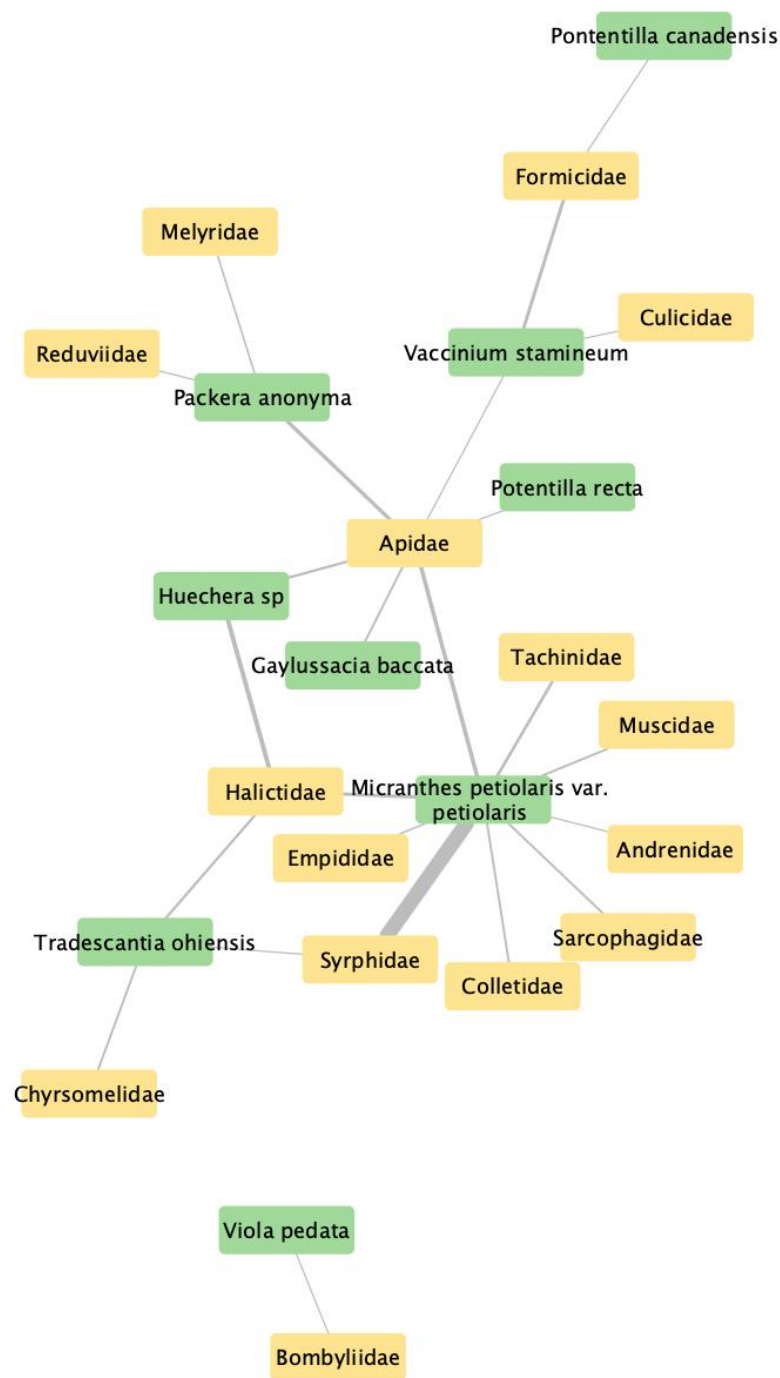 Pontentilla canadensis
Formicidae
Melyridae
Culicidae
Reduviidae
Vaccinium stamineum
Packera anonyma
Potentilla recta
Apidae
Huechera sp
Gaylussacia baccata
Tachinidae
Muscidae
Halictidae
Micranthes petiolaris var.
petiolaris
Empididae
Andrenidae
Sarcophagidae
Tradescantia ohiensis
Syrphidae
Colletidae
Chyrsomelidae
Viola pedata
Bombyliidae